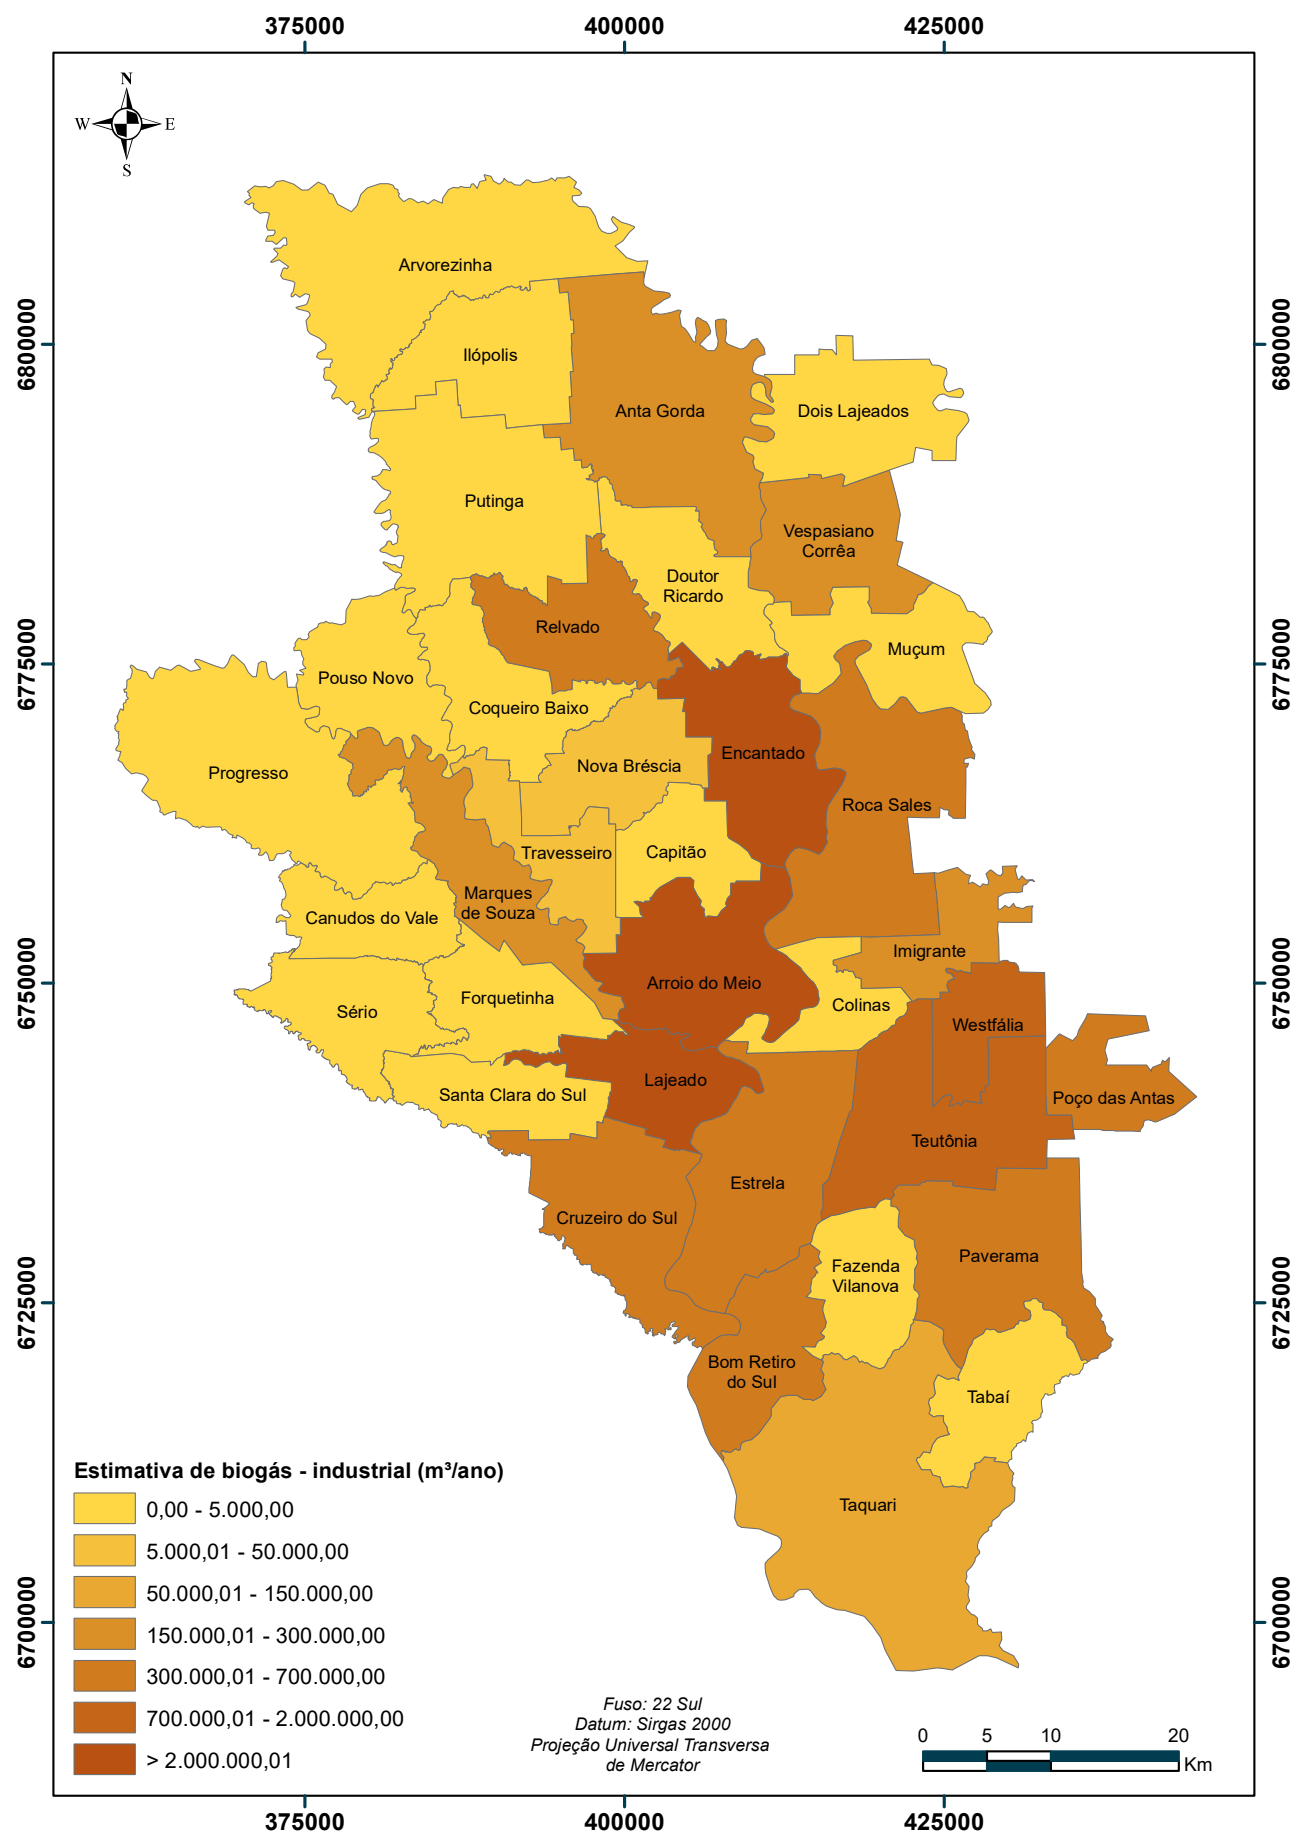 375000
400000
425000
N
W
E
S
6800000
6800000
6775000
6775000
6750000
6750000
6725000
6725000
6700000
6700000
Arvorezinha
Ilópolis
Anta Gorda
Dois Lajeados
Putinga
Vespasiano
Corrêa
Doutor
Ricardo
Relvado
Muçum
Pouso Novo
Coqueiro Baixo
Encantado
Nova Bréscia
Progresso
Roca Sales
Travesseiro
Capitão
Marques
de Souza
Canudos do Vale
Imigrante
Arroio do Meio
Forquetinha
Colinas
Sério
Westfália
Lajeado
Santa Clara do Sul
Poço das Antas
Teutônia
Estrela
Cruzeiro do Sul
Paverama
Fazenda
Vilanova
Bom Retiro
do Sul
Tabaí
Taquari
Estimativa de biogás - industrial (m³/ano)
0,00 - 5.000,00
5.000,01 - 50.000,00
50.000,01 - 150.000,00
150.000,01 - 300.000,00
300.000,01 - 700.000,00
700.000,01 - 2.000.000,00
> 2.000.000,01
Fuso: 22 Sul
Datum: Sirgas 2000
Projeção Universal Transversa
de Mercator
0 5 10 20
Km
375000
400000
425000